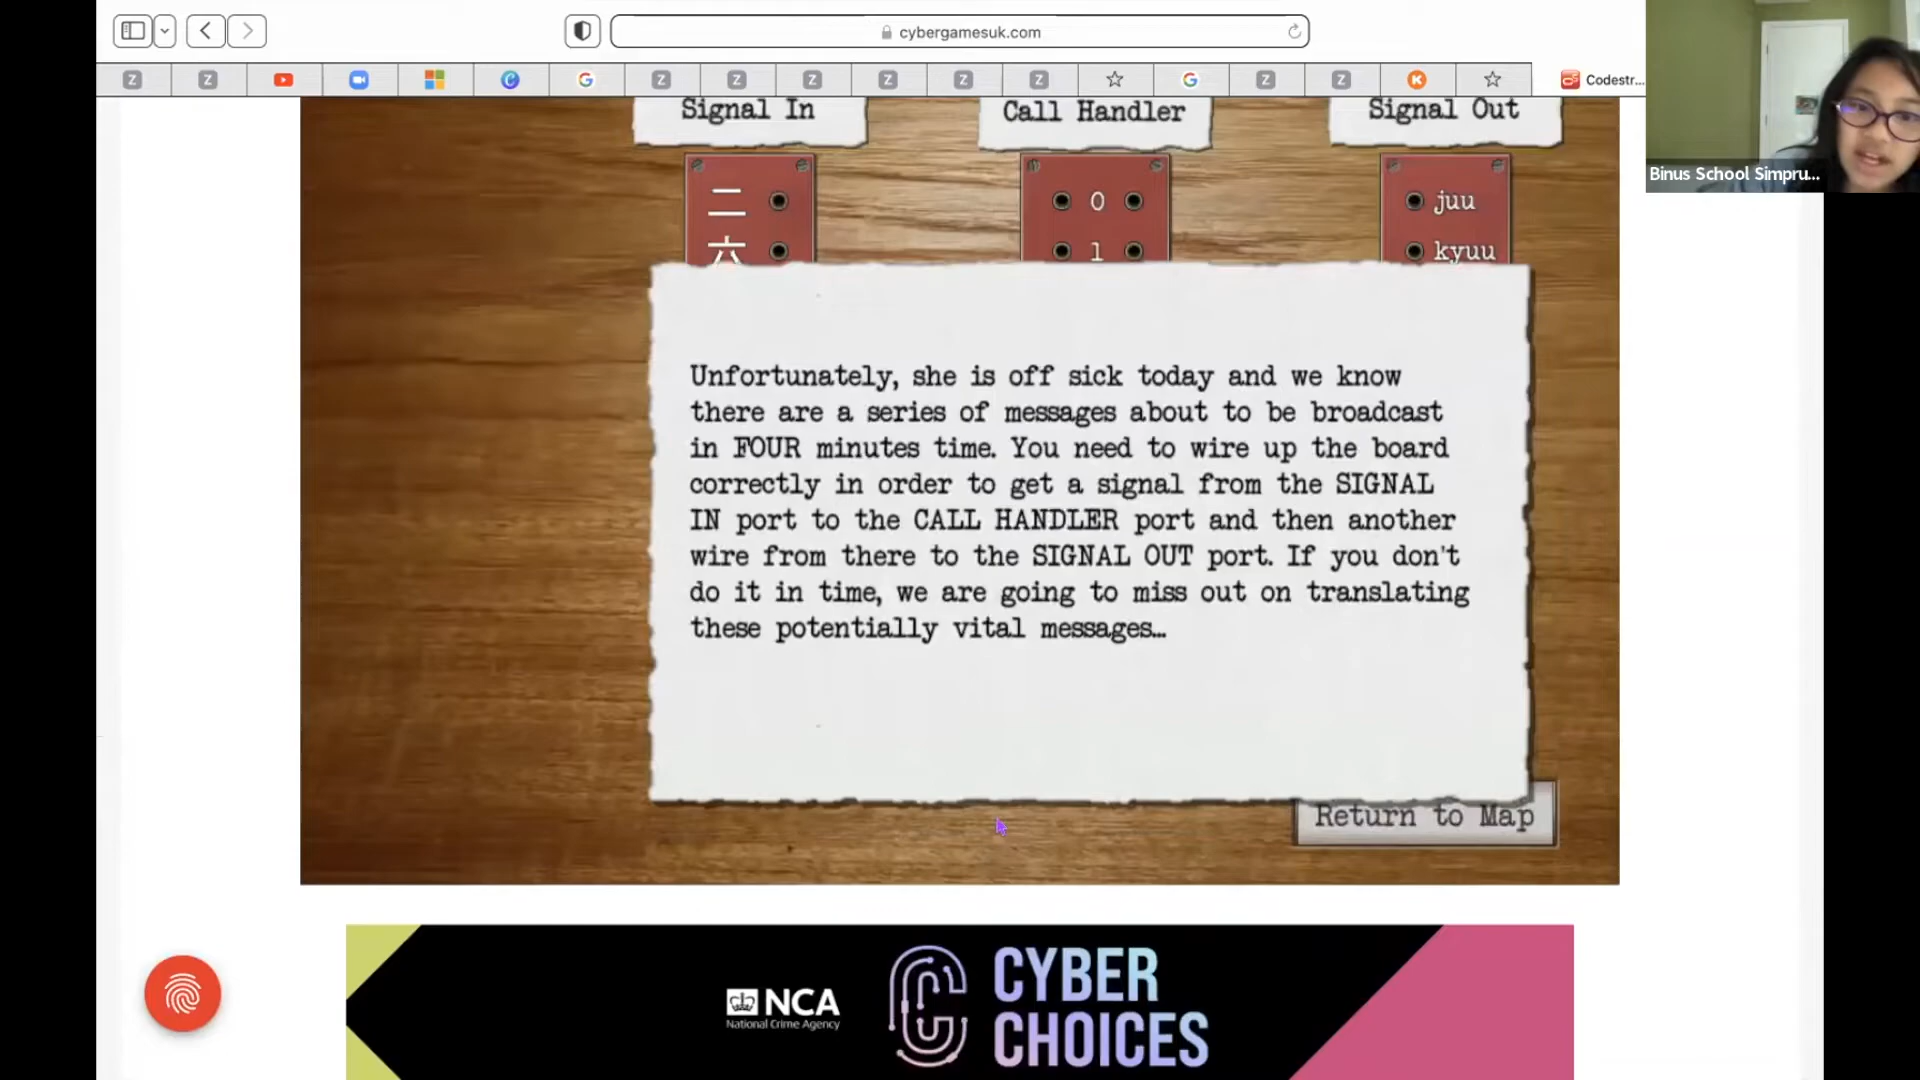 cybergamesuk.com
Codestr...
Binus School Simpru...
Signal In
Call Handler
Signal Out
二
0
juu
六
1
kyuu
Unfortunately, she is off sick today and we know
there are a series of messages about to be broadcast
in FOUR minutes time. You need to wire up the board
correctly in order to get a signal from the SIGNAL
IN port to the CALL HANDLER port and then another
wire from there to the SIGNAL OUT port. If you don't
do it in time, we are going to miss out on translating
these potentially vital messages...
Return to Map
NCA
National Crime Agency
CYBER
CHOICES